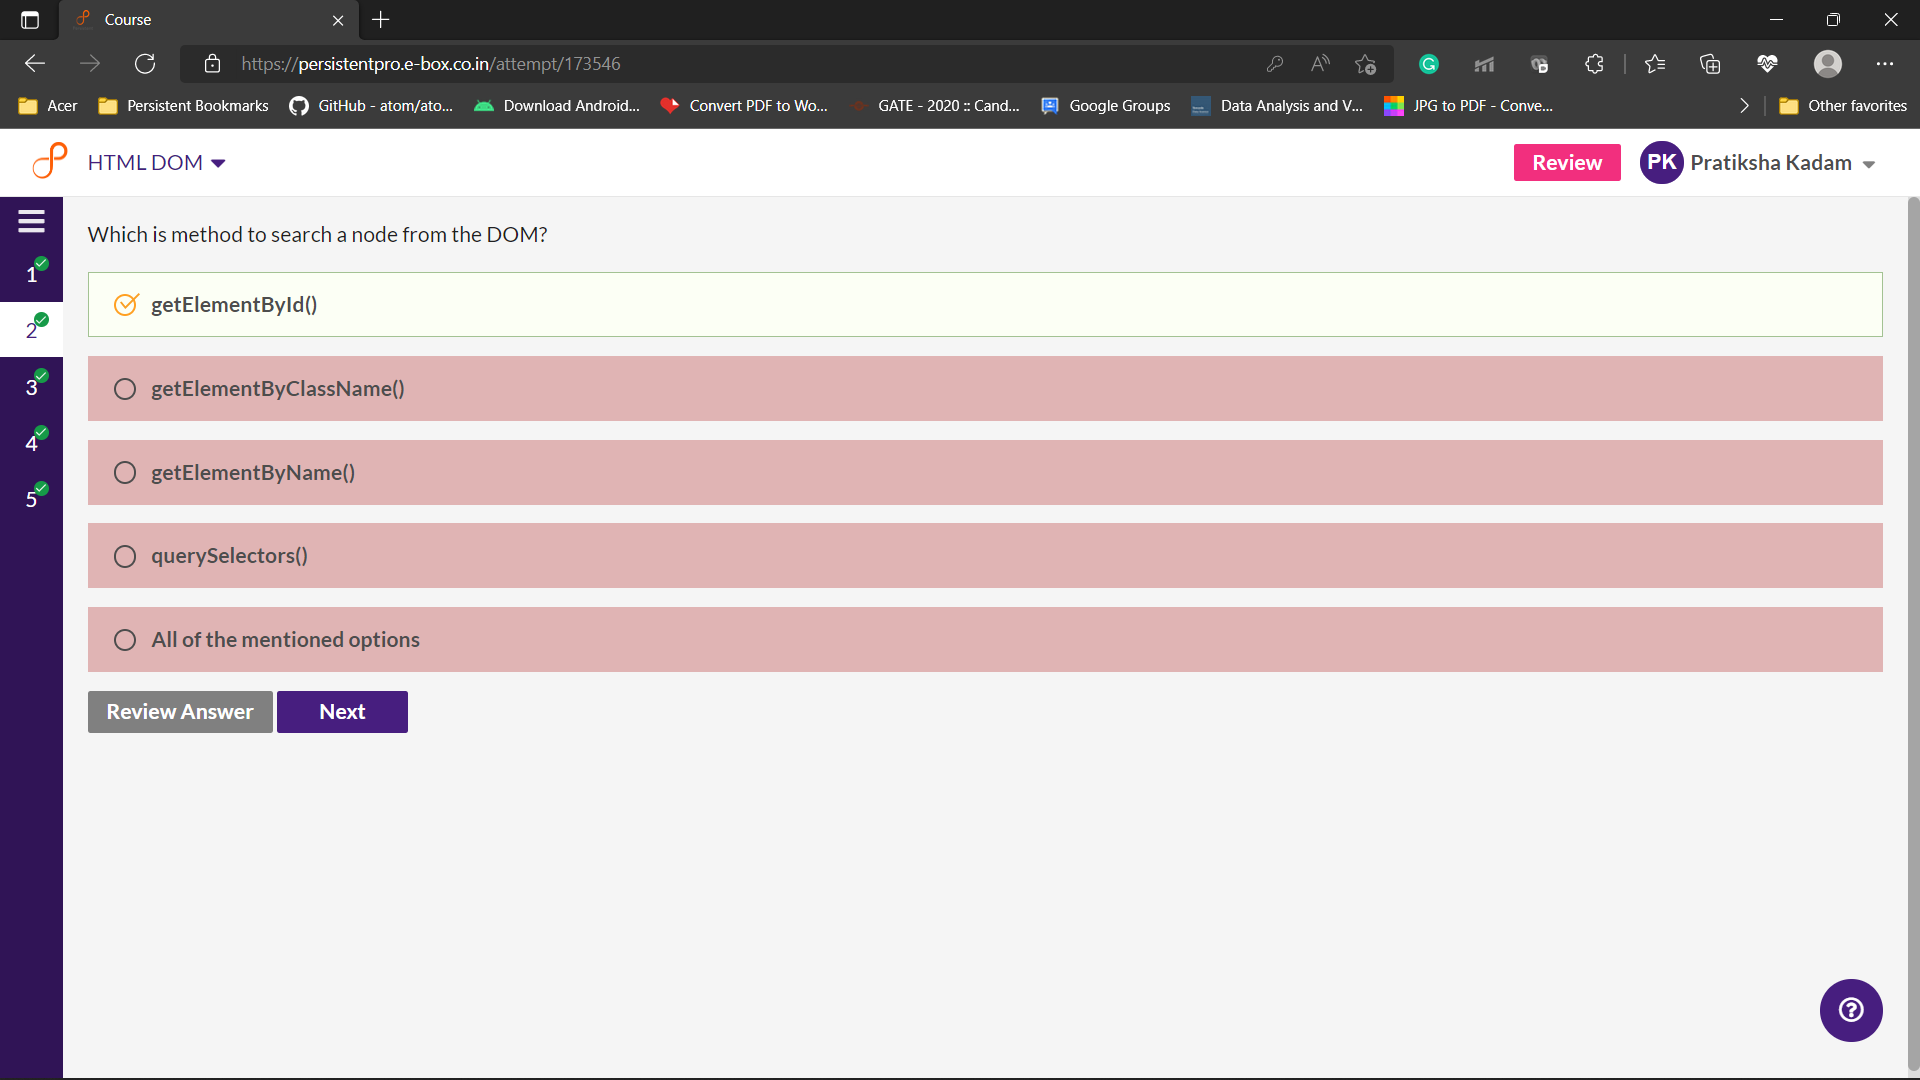 Course
https://persistentpro.e-box.co.in/attempt/173546
Acer
Persistent Bookmarks
GitHub - atom/ato...
Download Android...
Convert PDF to Wo...
GATE - 2020 :: Cand...
Google Groups
Data Analysis and V...
JPG to PDF - Conve...
Other favorites
HTML DOM
Review
PK
Pratiksha Kadam
Which is method to search a node from the DOM?
1
2
3
4
5
getElementById()
getElementByClassName()
getElementByName()
querySelectors()
All of the mentioned options
Review Answer
Next